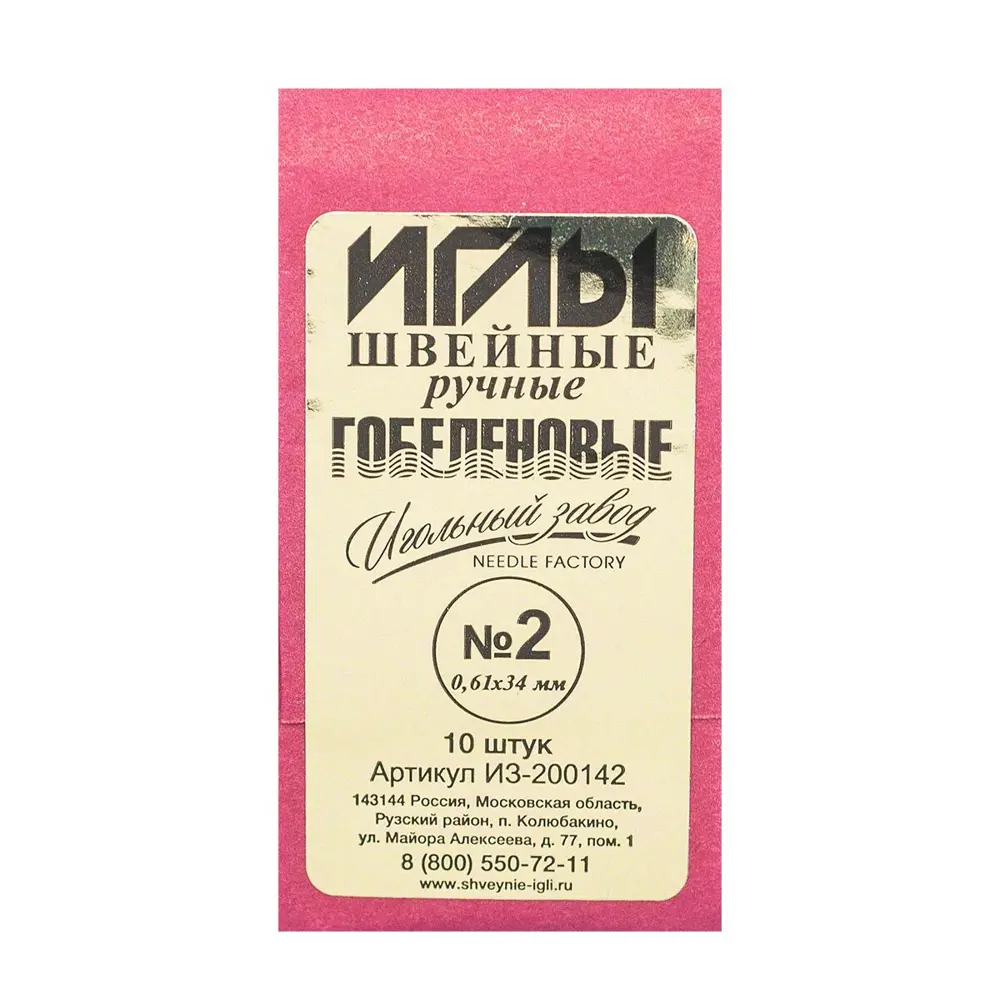 ИГЛЫ
ШВЕЙНЫЕ
ручные
ГОБЕЛЕНОВЫЕ
Игольный завод
NEEDLE FACTORY
№2
0,61х34 мм
10 штук
Артикул ИЗ-200142
143144 Россия, Московская область,
Рузский район, п. Колюбакино,
ул. Майора Алексеева, д. 77, пом. 1
8 (800) 550-72-11
www.shveynie-igli.ru